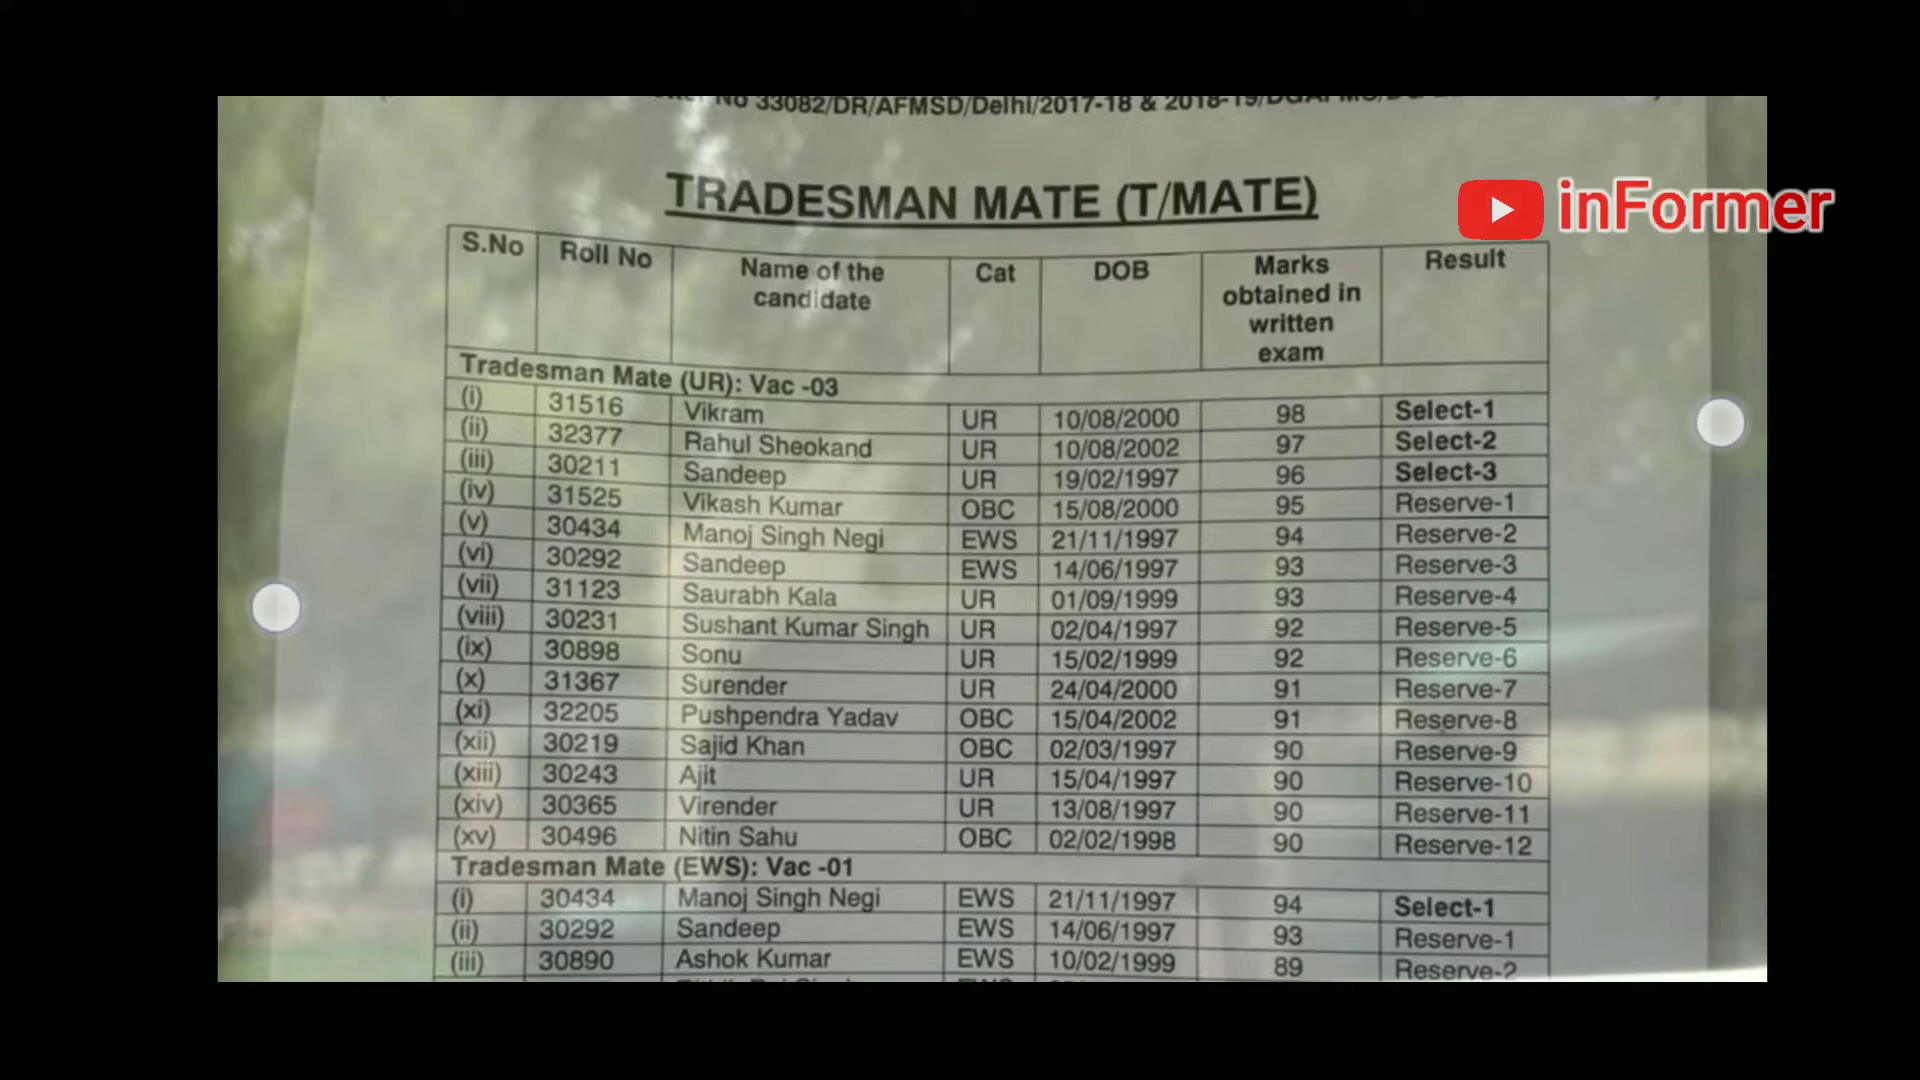 No 33082/DR/AFMSD/Delhi/2017-18 & 2018-19/DGAFMS/DG
inFormer
TRADESMAN MATE (T/MATE)
S.No Roll No Name of the candidate Cat DOB Marks obtained in written exam Result
Tradesman Mate (UR): Vac -03
(i) 31516 Vikram UR 10/08/2000 98 Select-1
(ii) 32377 Rahul Sheokand UR 10/08/2002 97 Select-2
(iii) 30211 Sandeep UR 19/02/1997 96 Select-3
(iv) 31525 Vikash Kumar OBC 15/08/2000 95 Reserve-1
(v) 30434 Manoj Singh Negi EWS 21/11/1997 94 Reserve-2
(vi) 30292 Sandeep EWS 14/06/1997 93 Reserve-3
(vii) 31123 Saurabh Kala UR 01/09/1999 93 Reserve-4
(viii) 30231 Sushant Kumar Singh UR 02/04/1997 92 Reserve-5
(ix) 30898 Sonu UR 15/02/1999 92 Reserve-6
(x) 31367 Surender UR 24/04/2000 91 Reserve-7
(xi) 32205 Pushpendra Yadav OBC 15/04/2002 91 Reserve-8
(xii) 30219 Sajid Khan OBC 02/03/1997 90 Reserve-9
(xiii) 30243 Ajit UR 15/04/1997 90 Reserve-10
(xiv) 30365 Virender UR 13/08/1997 90 Reserve-11
(xv) 30496 Nitin Sahu OBC 02/02/1998 90 Reserve-12
Tradesman Mate (EWS): Vac -01
(i) 30434 Manoj Singh Negi EWS 21/11/1997 94 Select-1
(ii) 30292 Sandeep EWS 14/06/1997 93 Reserve-1
(iii) 30890 Ashok Kumar EWS 10/02/1999 89 Reserve-2